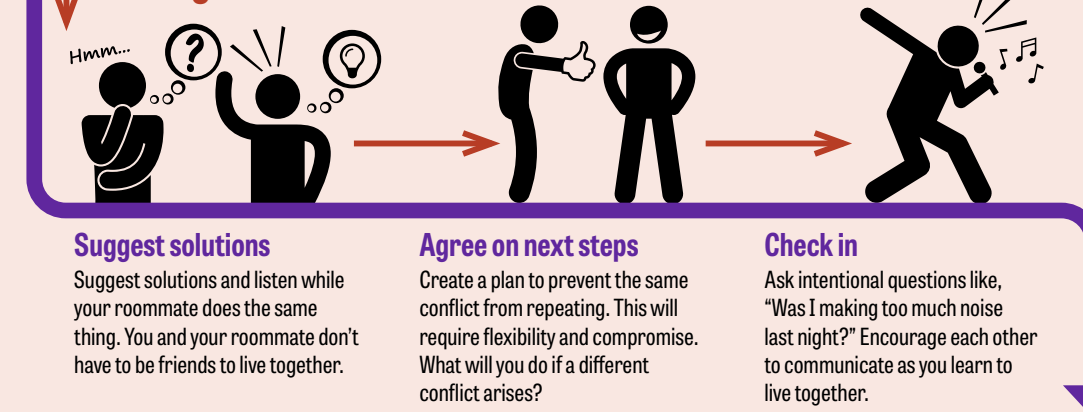 Hmm...
?
Suggest solutions
Suggest solutions and listen while
your roommate does the same
thing. You and your roommate don’t
have to be friends to live together.
Agree on next steps
Create a plan to prevent the same
conflict from repeating. This will
require flexibility and compromise.
What will you do if a different
conflict arises?
Check in
Ask intentional questions like,
“Was I making too much noise
last night?” Encourage each other
to communicate as you learn to
live together.